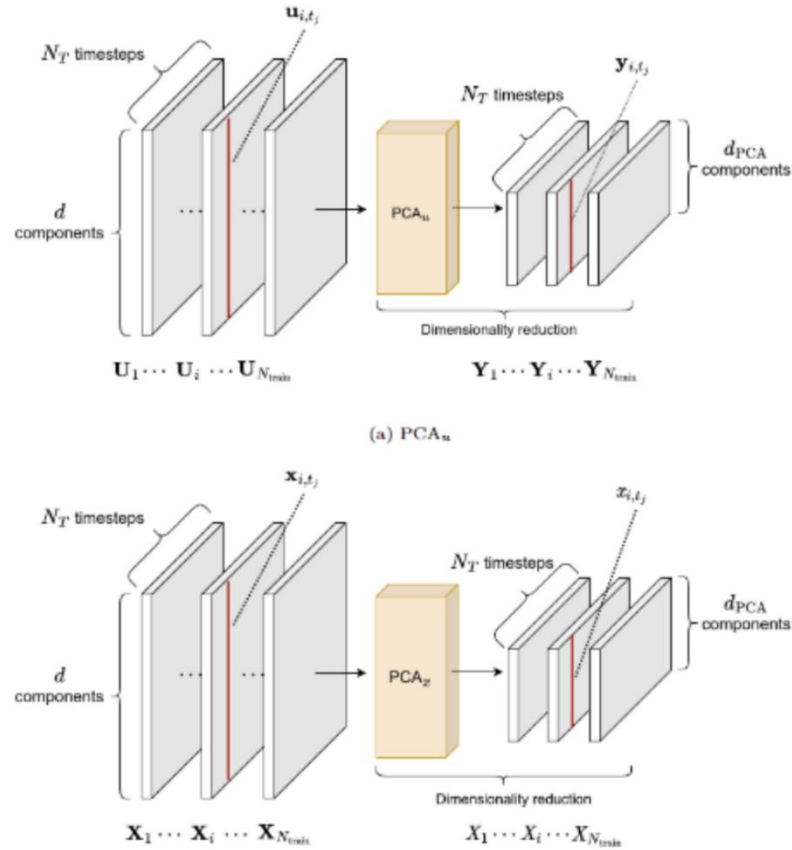 u_{i,t_j}
N_T timesteps
y_{i,t_j}
N_T timesteps
d_PCA components
d components
...
...
PCA_u
Dimensionality reduction
U_1 ... U_i ... U_{N_train}
Y_1 ... Y_i ... Y_{N_train}
(a) PCA_u
x_{i,t_j}
N_T timesteps
x_{i,t_j}
N_T timesteps
d_PCA components
d components
...
...
PCA_x
Dimensionality reduction
X_1 ... X_i ... X_{N_train}
X_1 ... X_i ... X_{N_train}